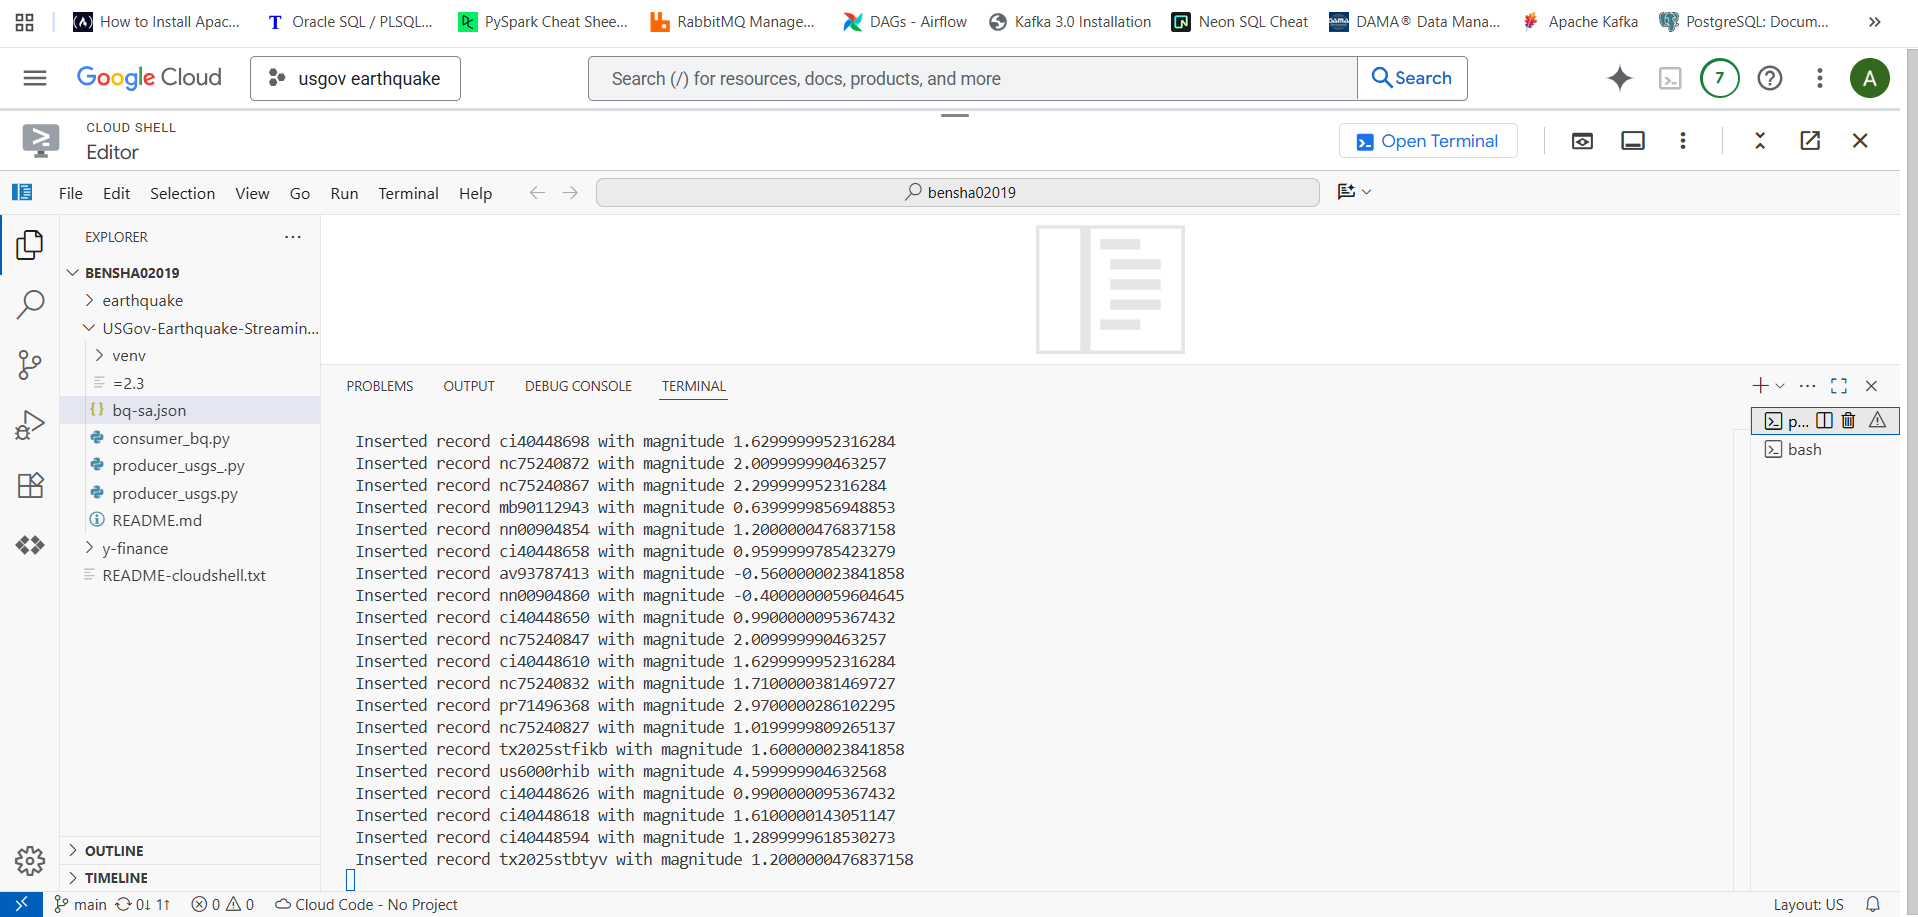 How to Install Apac...
Oracle SQL / PLSQL...
PySpark Cheat Shee...
RabbitMQ Manage...
DAGs - Airflow
Kafka 3.0 Installation
Neon SQL Cheat
DAMA® Data Mana...
Apache Kafka
PostgreSQL: Docum...
Google Cloud
usgov earthquake
Search (/) for resources, docs, products, and more
Search
7
A
CLOUD SHELL
Editor
Open Terminal
File Edit Selection View Go Run Terminal Help
bensha02019
EXPLORER
BENSHA02019
earthquake
USGov-Earthquake-Streamin...
venv
=2.3
bq-sa.json
consumer_bq.py
producer_usgs_.py
producer_usgs.py
README.md
y-finance
README-cloudshell.txt
OUTLINE
TIMELINE
PROBLEMS OUTPUT DEBUG CONSOLE TERMINAL
p...
bash
Inserted record ci40448698 with magnitude 1.6299999952316284
Inserted record nc75240872 with magnitude 2.009999990463257
Inserted record nc75240867 with magnitude 2.299999952316284
Inserted record mb90112943 with magnitude 0.6399999856948853
Inserted record nn00904854 with magnitude 1.2000000476837158
Inserted record ci40448658 with magnitude 0.9599999785423279
Inserted record av93787413 with magnitude -0.5600000023841858
Inserted record nn00904860 with magnitude -0.4000000059604645
Inserted record ci40448650 with magnitude 0.9900000095367432
Inserted record nc75240847 with magnitude 2.009999990463257
Inserted record ci40448610 with magnitude 1.6299999952316284
Inserted record nc75240832 with magnitude 1.7100000381469727
Inserted record pr71496368 with magnitude 2.9700000286102295
Inserted record nc75240827 with magnitude 1.0199999809265137
Inserted record tx2025stfikb with magnitude 1.600000023841858
Inserted record us6000rhib with magnitude 4.599999904632568
Inserted record ci40448626 with magnitude 0.9900000095367432
Inserted record ci40448618 with magnitude 1.6100000143051147
Inserted record ci40448594 with magnitude 1.2899999618530273
Inserted record tx2025stbtyv with magnitude 1.2000000476837158
main 0↓ 1↑ 0 0 Cloud Code - No Project
Layout: US